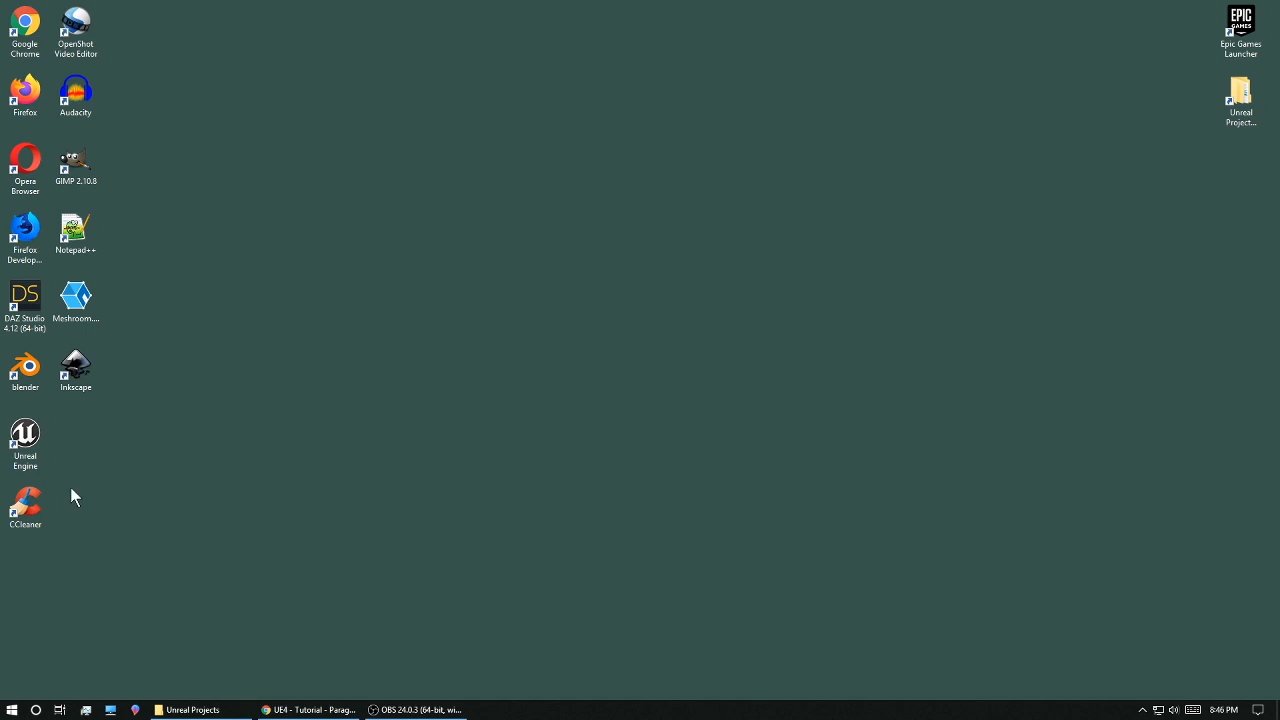 Google
Chrome
OpenShot
Video Editor
EPIC
GAMES
Epic Games
Launcher
Firefox
Audacity
Unreal
Project...
Opera
Browser
GIMP 2.10.8
Firefox
Develop...
Notepad++
DS
DAZ Studio
4.12 (64-bit)
Meshroom....
blender
Inkscape
Unreal
Engine
CCleaner
Unreal Projects
UE4 - Tutorial - Parag...
OBS 24.0.3 (64-bit, wi...
8:46 PM